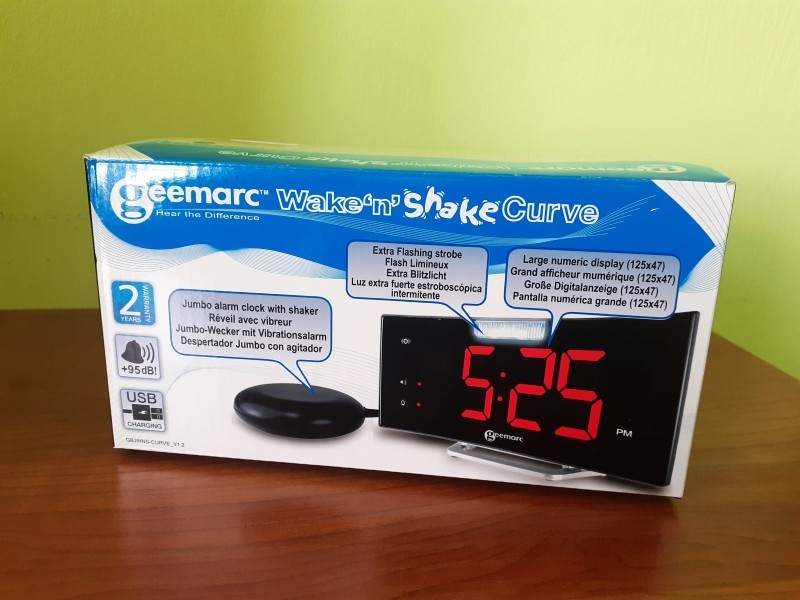 geemarc™ Wake 'n' Shake Curve
Hear the Difference
Extra Flashing strobe
Flash Limineux
Extra Blitzlicht
Luz extra fuerte estroboscópica
intermitente
Large numeric display (125x47)
Grand afficheur mumérique (125x47)
Große Digitalanzeige (125x47)
Pantalla numérica grande (125x47)
2
YEARS
WARRANTY
Jumbo alarm clock with shaker
Réveil avec vibreur
Jumbo-Wecker mit Vibrationsalarm
Despertador Jumbo con agitador
+95dB!
USB
CHARGING
5:25
PM
geemarc